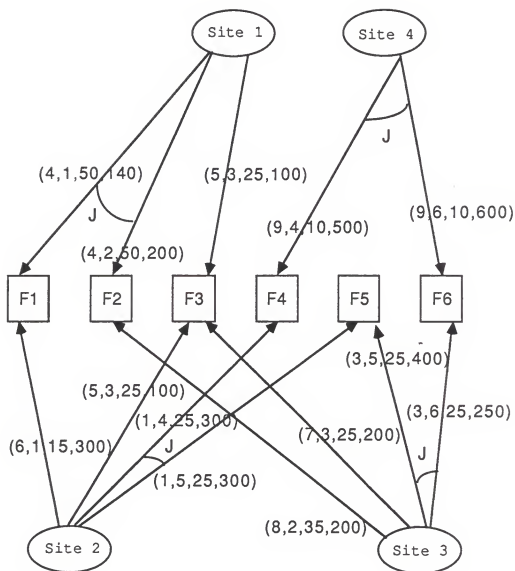 Site 1
Site 4
J
(4,1,50,140)
(5,3,25,100)
J
(9,6,10,600)
(9,4,10,500)
(4,2,50,200)
F1
F2
F3
F4
F5
F6
(3,5,25,400)
(5,3,25,100)
(3,6,25,250)
(1,4,25,300)
(7,3,25,200)
(6,1,15,300)
J
J
(1,5,25,300)
(8,2,35,200)
Site 2
Site 3